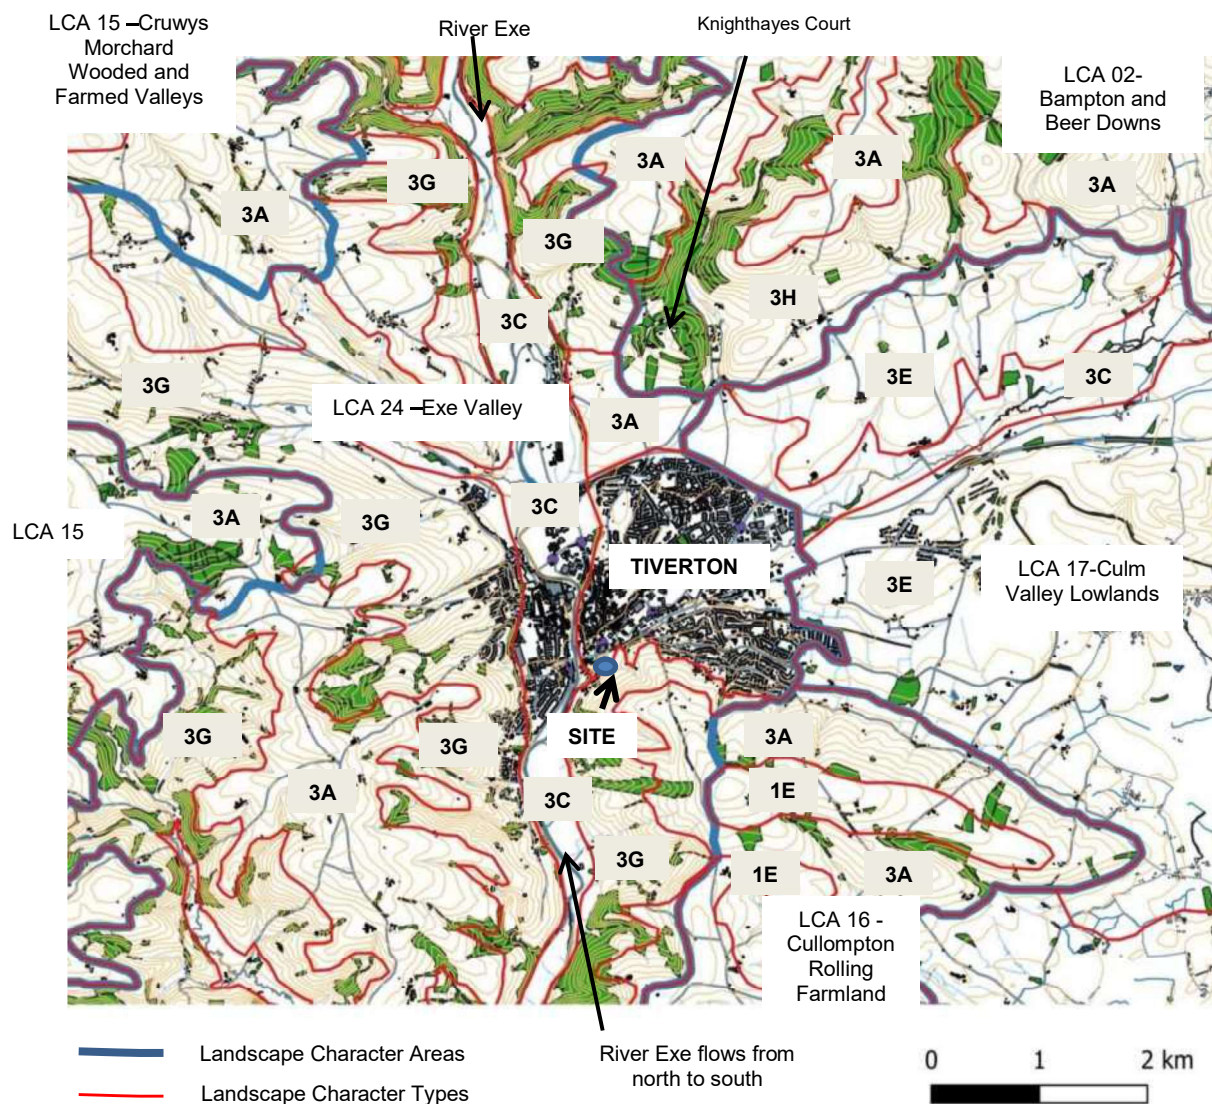 LCA 15 –Cruwys
Morchard
Wooded and
Farmed Valleys
River Exe
Knighthayes Court
LCA 02-
Bampton and
Beer Downs
3A
3A
3G
3A
3A
3G
3H
3C
3E
3C
3G
LCA 24 –Exe Valley
3A
3C
3A
3G
LCA 15
TIVERTON
3E
LCA 17-Culm
Valley Lowlands
SITE
3G
3G
3A
3A
1E
3C
3G
1E
3A
LCA 16 -
Cullompton
Rolling
Farmland
Landscape Character Areas
Landscape Character Types
River Exe flows from
north to south
0 1 2 km